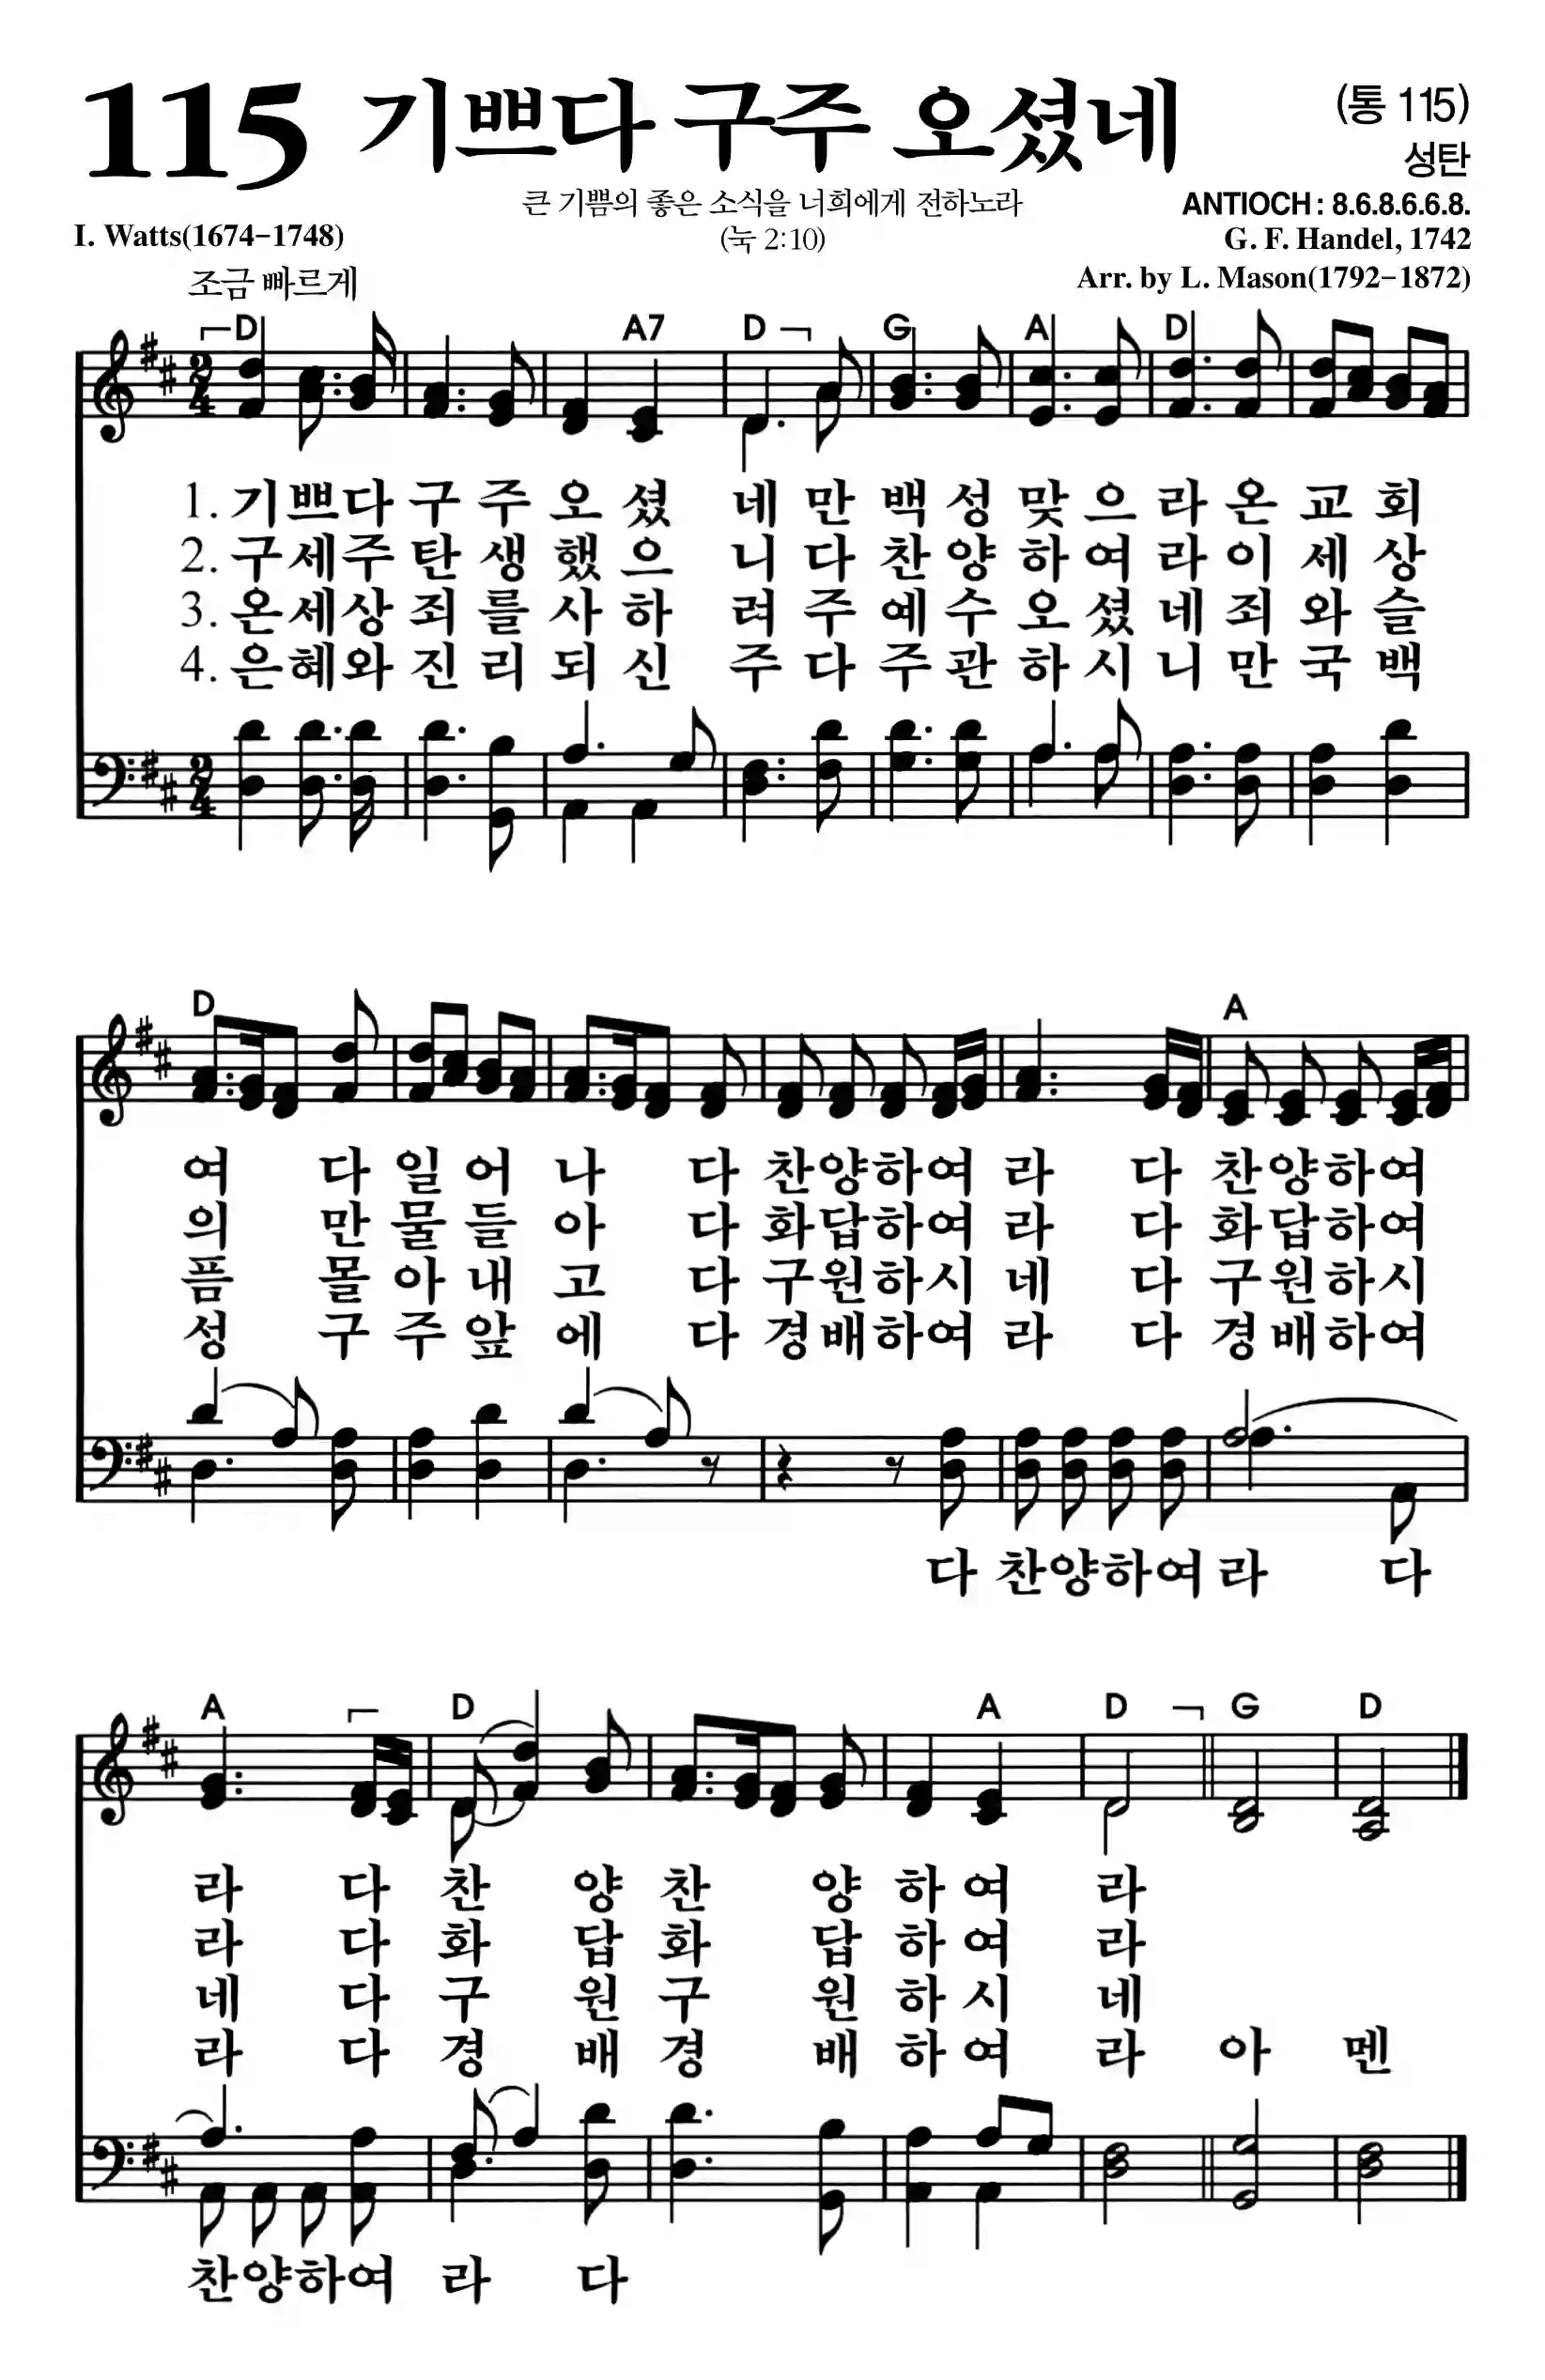 115 기쁘다 구주 오셨네 (통 115)
성탄
큰 기쁨의 좋은 소식을 너희에게 전하노라
(눅 2:10)
ANTIOCH : 8.6.8.6.6.8.
I. Watts(1674-1748)
G. F. Handel, 1742
조금 빠르게
Arr. by L. Mason(1792-1872)
D A7 D G A D
2/4
1. 기쁘다 구 주 오 셨 네 만 백 성 맞 으 라 온 교 회
2. 구세주 탄 생 했 으 니 다 찬 양 하 여 라 이 세 상
3. 온세상 죄 를 사 하 려 주 예 수 오 셨 네 죄 와 슬
4. 은혜와 진 리 되 신 주 다 주 관 하 시 니 만 국 백
2/4
D A
여 다 일 어 나 다 찬양하여 라 다 찬양하여
의 만 물 들 아 다 화답하여 라 다 화답하여
픔 몰 아 내 고 다 구원하시 네 다 구원하시
성 구 주 앞 에 다 경배하여 라 다 경배하여
다 찬양하여 라 다
A D A D G D
라 다 찬 양 찬 양 하 여 라
라 다 화 답 화 답 하 여 라
네 다 구 원 구 원 하 시 네
라 다 경 배 경 배 하 여 라 아 멘
찬양하여 라 다